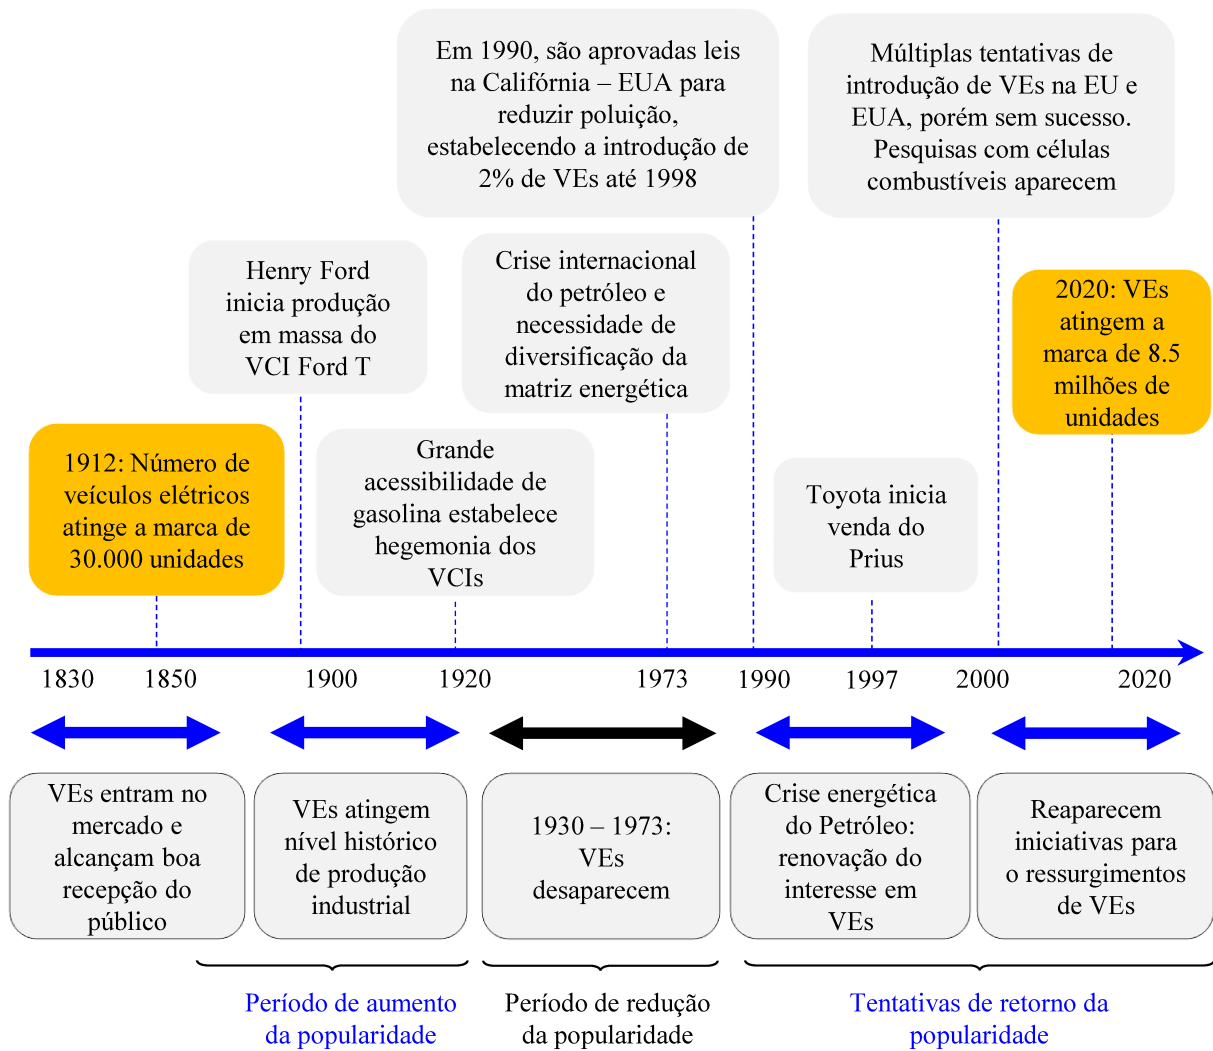 Em 1990, são aprovadas leis
na Califórnia – EUA para
reduzir poluição,
estabelecendo a introdução de
2% de VEs até 1998
Múltiplas tentativas de
introdução de VEs na EU e
EUA, porém sem sucesso.
Pesquisas com células
combustíveis aparecem
Henry Ford
inicia produção
em massa do
VCI Ford T
Crise internacional
do petróleo e
necessidade de
diversificação da
matriz energética
2020: VEs
atingem a
marca de 8.5
milhões de
unidades
1912: Número de
veículos elétricos
atinge a marca de
30.000 unidades
Grande
acessibilidade de
gasolina estabelece
hegemonia dos
VCIs
Toyota inicia
venda do
Prius
1830 1850 1900 1920 1973 1990 1997 2000 2020
VEs entram no
mercado e
alcançam boa
recepção do
público
VEs atingem
nível histórico
de produção
industrial
1930 – 1973:
VEs
desaparecem
Crise energética
do Petróleo:
renovação do
interesse em
VEs
Reaparecem
iniciativas para
o ressurgimentos
de VEs
Período de aumento
da popularidade
Período de redução
da popularidade
Tentativas de retorno da
popularidade